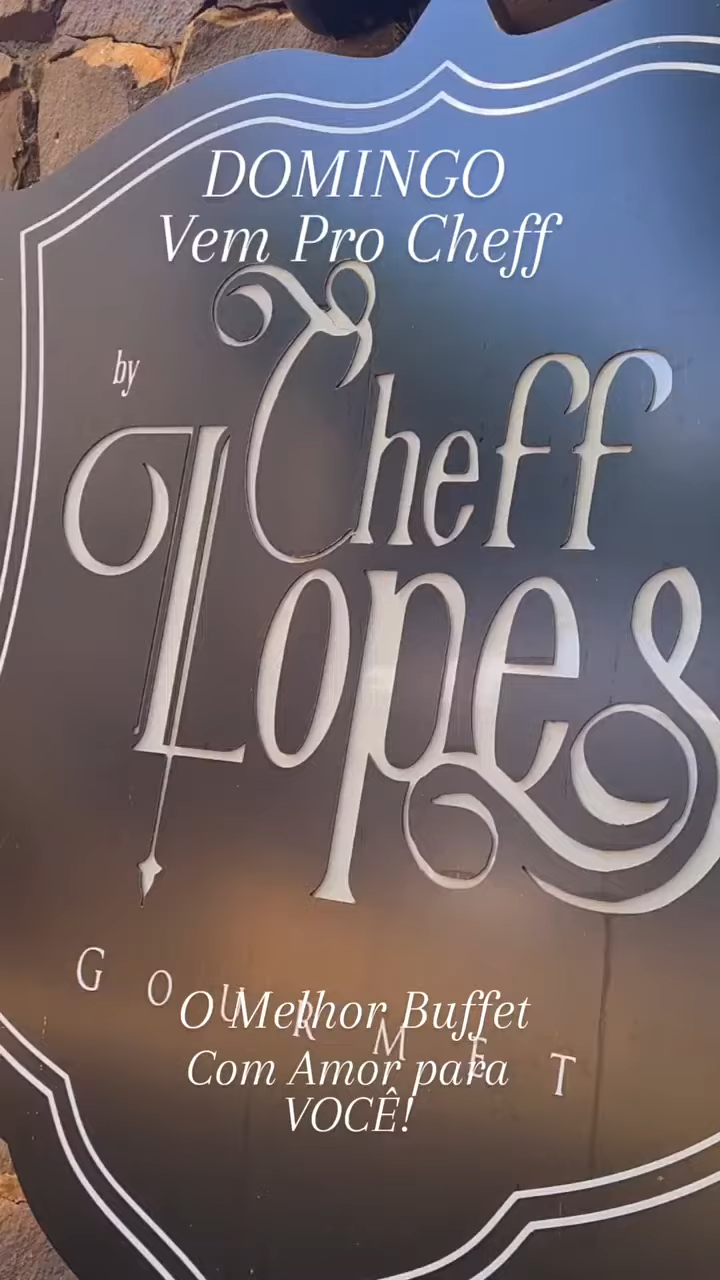 DOMINGO
Vem Pro Cheff
by
Cheff
Lopes
GOURMET
O Melhor Buffet
Com Amor para
VOCÊ!